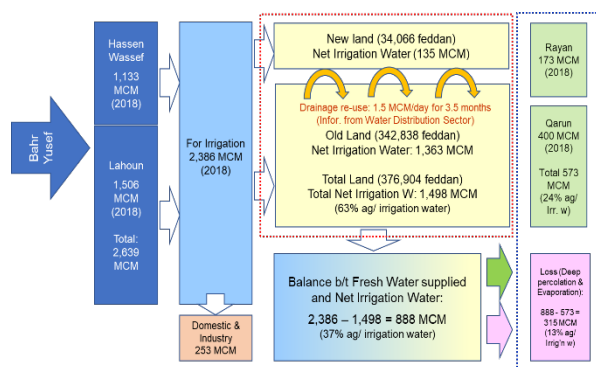 Bahr
Yusef
Hassen
Wassef
1,133
MCM
(2018)
Lahoun
1,506
MCM
(2018)
Total:
2,639
MCM
For Irrigation
2,386 MCM
(2018)
Domestic &
Industry
253 MCM
New land (34,066 feddan)
Net Irrigation Water (135 MCM)
Drainage re-use: 1.5 MCM/day for 3.5 months
(Infor. from Water Distribution Sector)
Old Land (342,838 feddan)
Net Irrigation Water: 1,363 MCM
Total Land (376,904 feddan)
Total Net Irrigation W: 1,498 MCM
(63% ag/ irrigation water)
Balance b/t Fresh Water supplied
and Net Irrigation Water:
2,386 – 1,498 = 888 MCM
(37% ag/ irrigation water)
Rayan
173 MCM
(2018)
Qarun
400 MCM
(2018)
Total 573
MCM
(24% ag/
Irr. w)
Loss (Deep
percolation &
Evaporation):
888 - 573 =
315 MCM
(13% ag/
Irrig'n w)